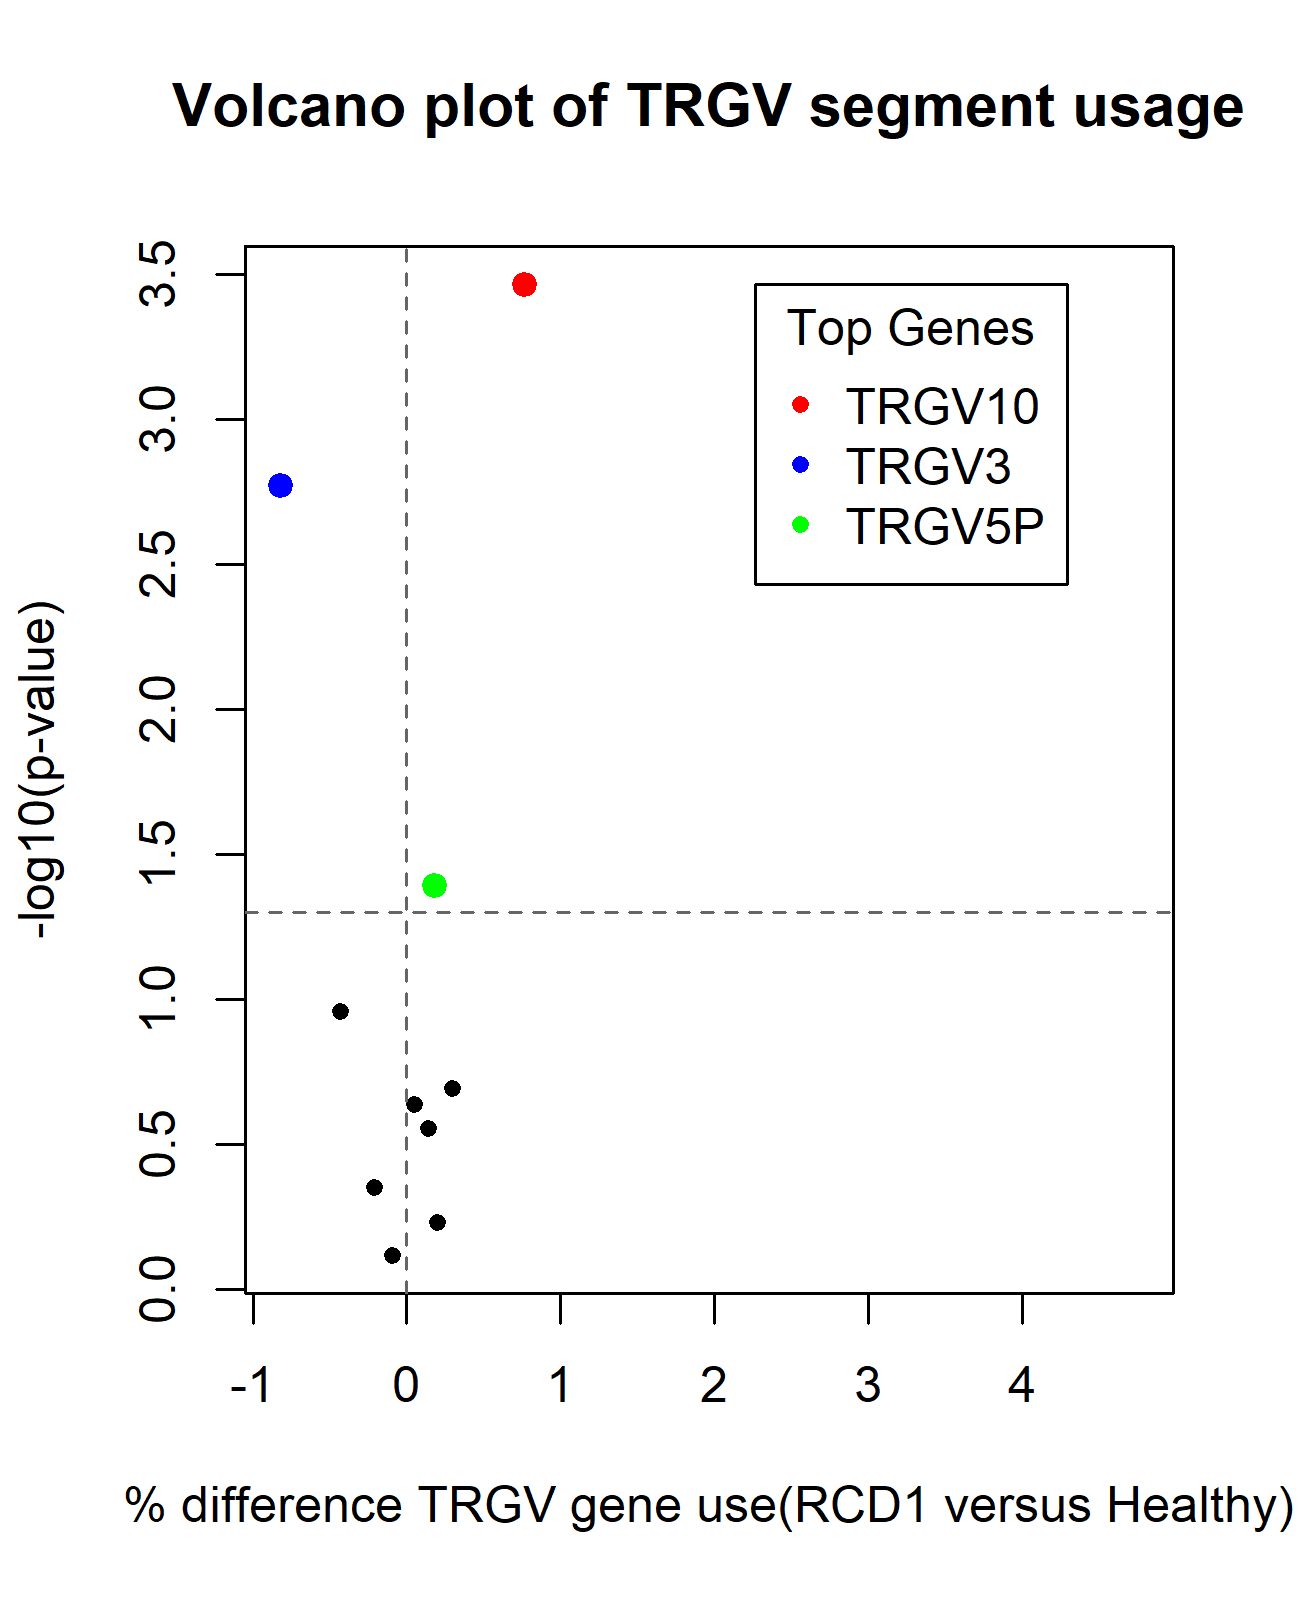 Volcano plot of TRGV segment usage
3.5
3.0
2.5
2.0
1.5
1.0
0.5
0.0
-log10(p-value)
Top Genes
TRGV10
TRGV3
TRGV5P
-1 0 1 2 3 4
% difference TRGV gene use(RCD1 versus Healthy)